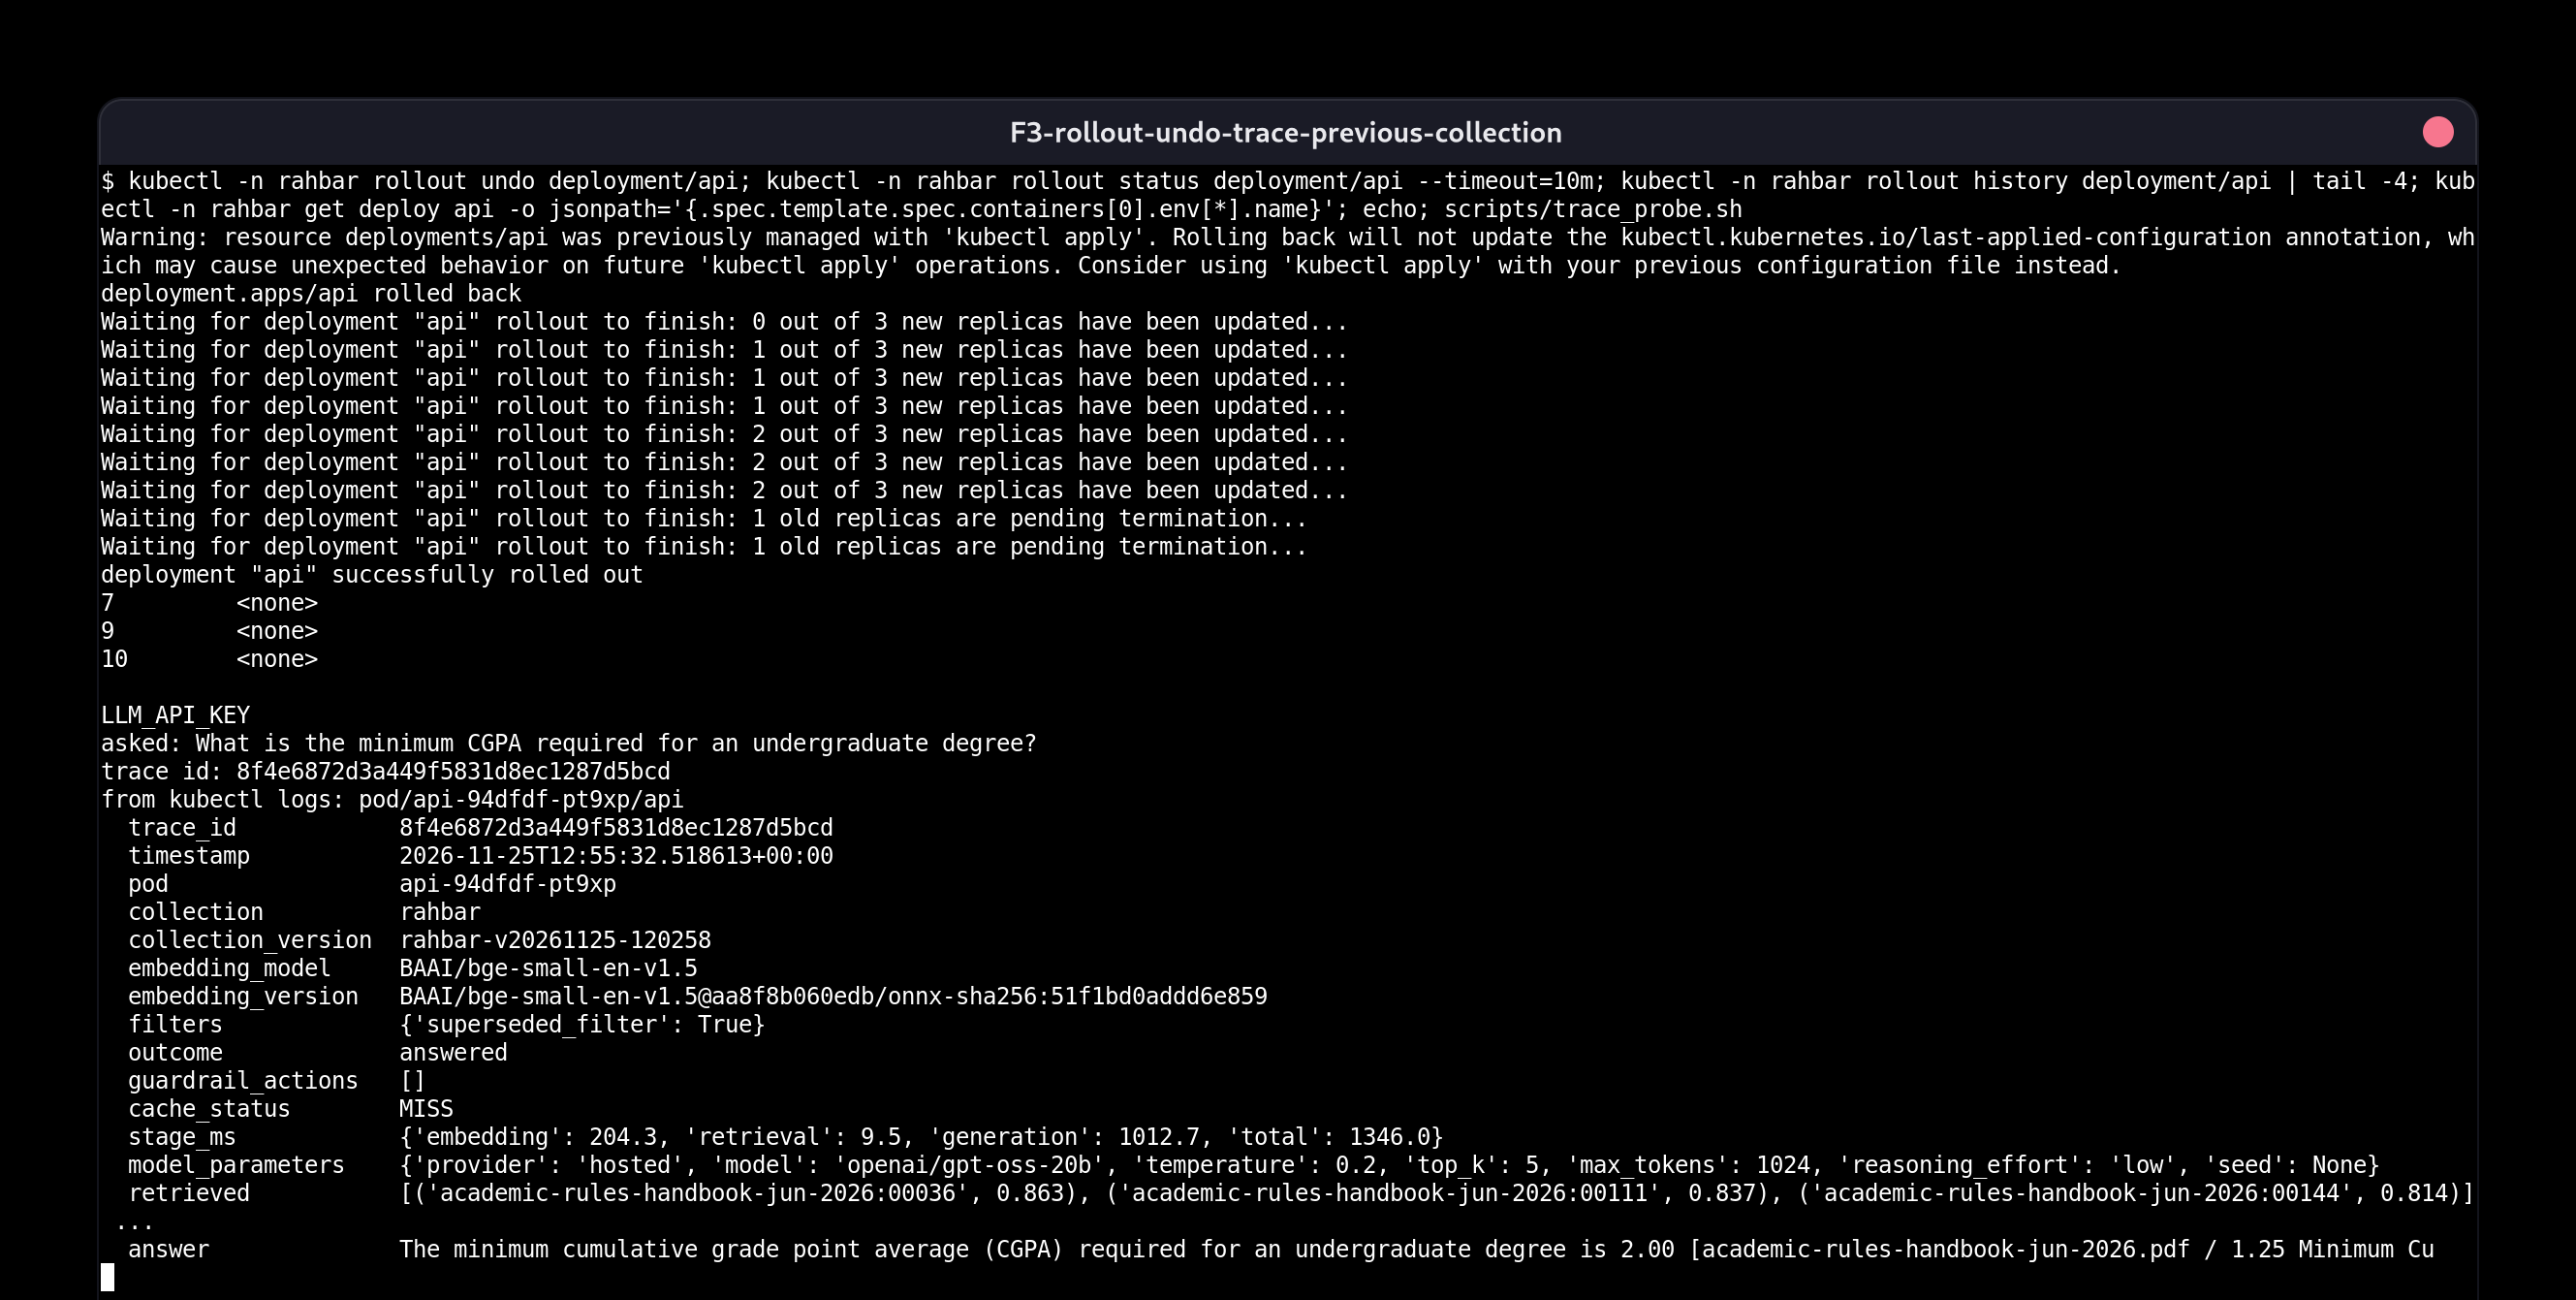 F3-rollout-undo-trace-previous-collection
$ kubectl -n rahbar rollout undo deployment/api; kubectl -n rahbar rollout status deployment/api --timeout=10m; kubectl -n rahbar rollout history deployment/api | tail -4; kub
ectl -n rahbar get deploy api -o jsonpath='{.spec.template.spec.containers[0].env[*].name}'; echo; scripts/trace_probe.sh
Warning: resource deployments/api was previously managed with 'kubectl apply'. Rolling back will not update the kubectl.kubernetes.io/last-applied-configuration annotation, wh
ich may cause unexpected behavior on future 'kubectl apply' operations. Consider using 'kubectl apply' with your previous configuration file instead.
deployment.apps/api rolled back
Waiting for deployment "api" rollout to finish: 0 out of 3 new replicas have been updated...
Waiting for deployment "api" rollout to finish: 1 out of 3 new replicas have been updated...
Waiting for deployment "api" rollout to finish: 1 out of 3 new replicas have been updated...
Waiting for deployment "api" rollout to finish: 1 out of 3 new replicas have been updated...
Waiting for deployment "api" rollout to finish: 2 out of 3 new replicas have been updated...
Waiting for deployment "api" rollout to finish: 2 out of 3 new replicas have been updated...
Waiting for deployment "api" rollout to finish: 2 out of 3 new replicas have been updated...
Waiting for deployment "api" rollout to finish: 1 old replicas are pending termination...
Waiting for deployment "api" rollout to finish: 1 old replicas are pending termination...
deployment "api" successfully rolled out
7         <none>
9         <none>
10        <none>

LLM_API_KEY
asked: What is the minimum CGPA required for an undergraduate degree?
trace id: 8f4e6872d3a449f5831d8ec1287d5bcd
from kubectl logs: pod/api-94dfdf-pt9xp/api
  trace_id            8f4e6872d3a449f5831d8ec1287d5bcd
  timestamp           2026-11-25T12:55:32.518613+00:00
  pod                 api-94dfdf-pt9xp
  collection          rahbar
  collection_version  rahbar-v20261125-120258
  embedding_model     BAAI/bge-small-en-v1.5
  embedding_version   BAAI/bge-small-en-v1.5@aa8f8b060edb/onnx-sha256:51f1bd0addd6e859
  filters             {'superseded_filter': True}
  outcome             answered
  guardrail_actions   []
  cache_status        MISS
  stage_ms            {'embedding': 204.3, 'retrieval': 9.5, 'generation': 1012.7, 'total': 1346.0}
  model_parameters    {'provider': 'hosted', 'model': 'openai/gpt-oss-20b', 'temperature': 0.2, 'top_k': 5, 'max_tokens': 1024, 'reasoning_effort': 'low', 'seed': None}
  retrieved           [('academic-rules-handbook-jun-2026:00036', 0.863), ('academic-rules-handbook-jun-2026:00111', 0.837), ('academic-rules-handbook-jun-2026:00144', 0.814)]
 ...
  answer              The minimum cumulative grade point average (CGPA) required for an undergraduate degree is 2.00 [academic-rules-handbook-jun-2026.pdf / 1.25 Minimum Cu